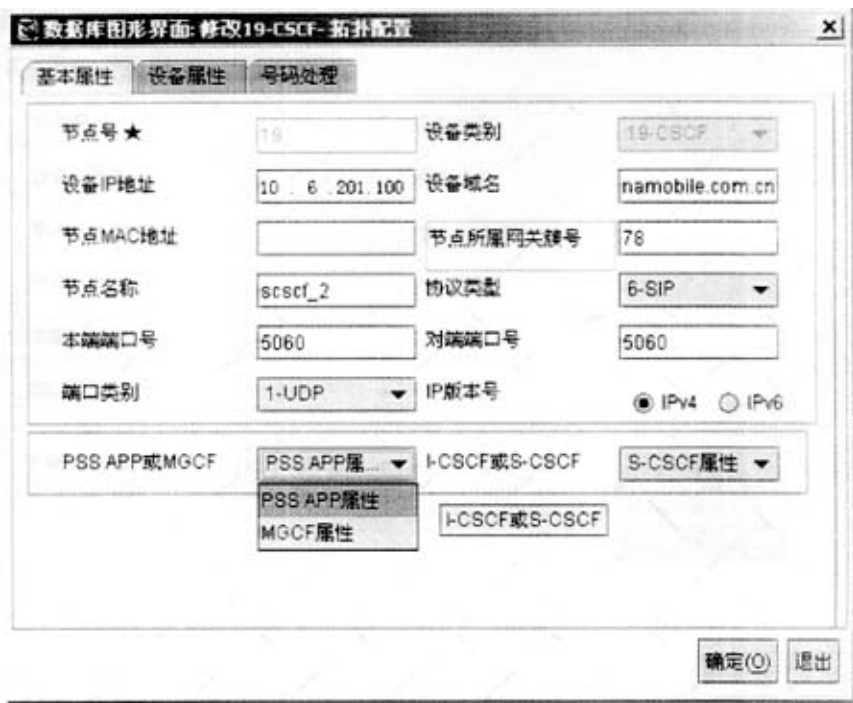 数据库图形界面: 修改19-CSCF- 拓扑配置
基本属性 设备属性 号码处理
节点号 ★ 19 设备类别 19-CSCF
设备IP地址 10 . 6 .201.100 设备域名 namobile.com.cn
节点MAC地址 节点所属网关号 78
节点名称 scscf_2 协议类型 6-SIP
本端端口号 5060 对端端口号 5060
端口类别 1-UDP IP版本号 IPv4 IPv6
PSS APP或MGCF PSS APP属... I-CSCF或S-CSCF S-CSCF属性
PSS APP属性
MGCF属性 I-CSCF或S-CSCF
确定(O) 退出